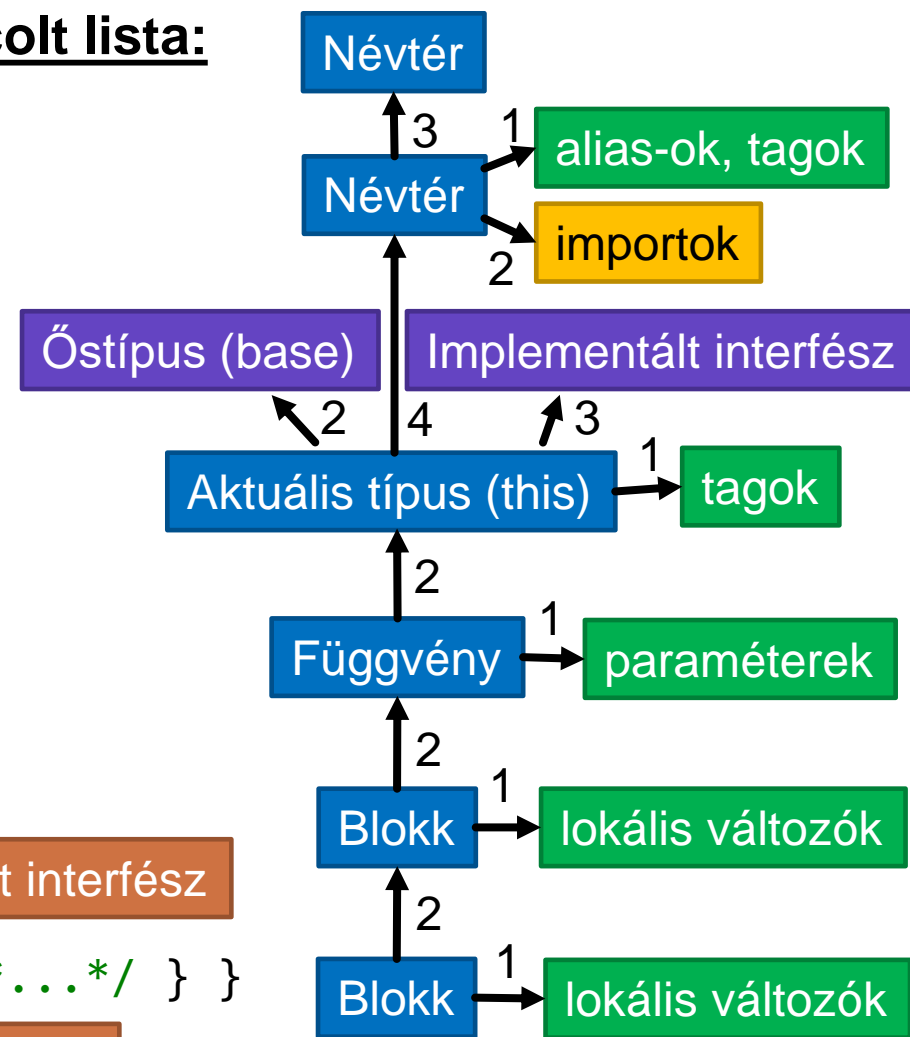 colt lista:
Névtér
3
1
alias-ok, tagok
Névtér
2
importok
Őstípus (base)
Implementált interfész
2
4
3
1
Aktuális típus (this)
tagok
2
1
Függvény
paraméterek
2
1
Blokk
lokális változók
t interfész
2
*...*/ } }
1
Blokk
lokális változók